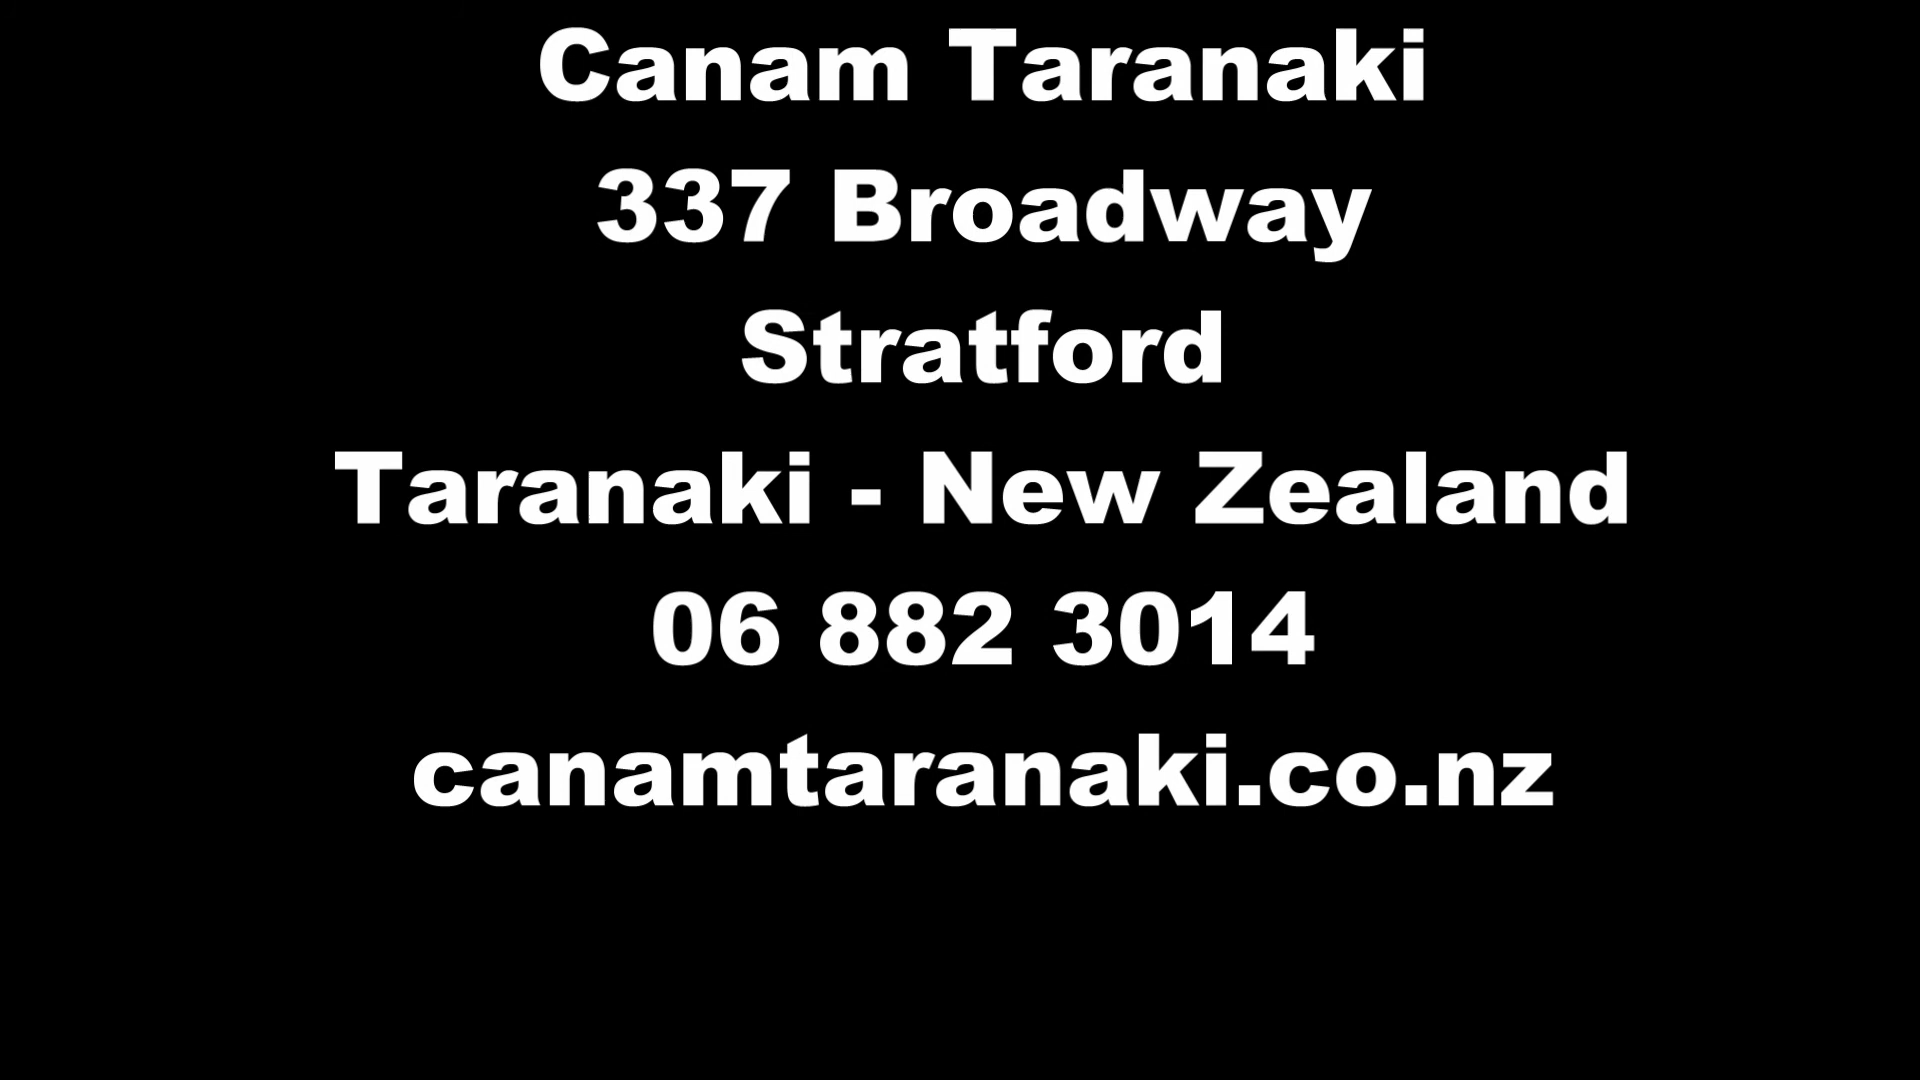 Canam Taranaki
337 Broadway
Stratford
Taranaki - New Zealand
06 882 3014
canamtaranaki.co.nz